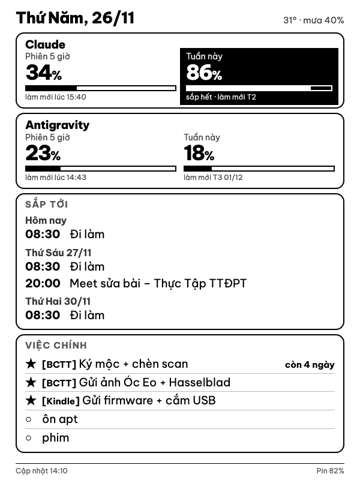 Thứ Năm, 26/11
31° · mưa 40%
Claude
Phiên 5 giờ
34%
làm mới lúc 15:40
Tuần này
86%
sắp hết · làm mới T2
Antigravity
Phiên 5 giờ
23%
làm mới lúc 14:43
Tuần này
18%
làm mới T3 01/12
SẮP TỚI
Hôm nay
08:30 Đi làm
Thứ Sáu 27/11
08:30 Đi làm
20:00 Meet sửa bài – Thực Tập TTĐPT
Thứ Hai 30/11
08:30 Đi làm
VIỆC CHÍNH
★ [BCTT] Ký mộc + chèn scan còn 4 ngày
★ [BCTT] Gửi ảnh Óc Eo + Hasselblad
★ [Kindle] Gửi firmware + cắm USB
○ ôn apt
○ phim
Cập nhật 14:10
Pin 82%